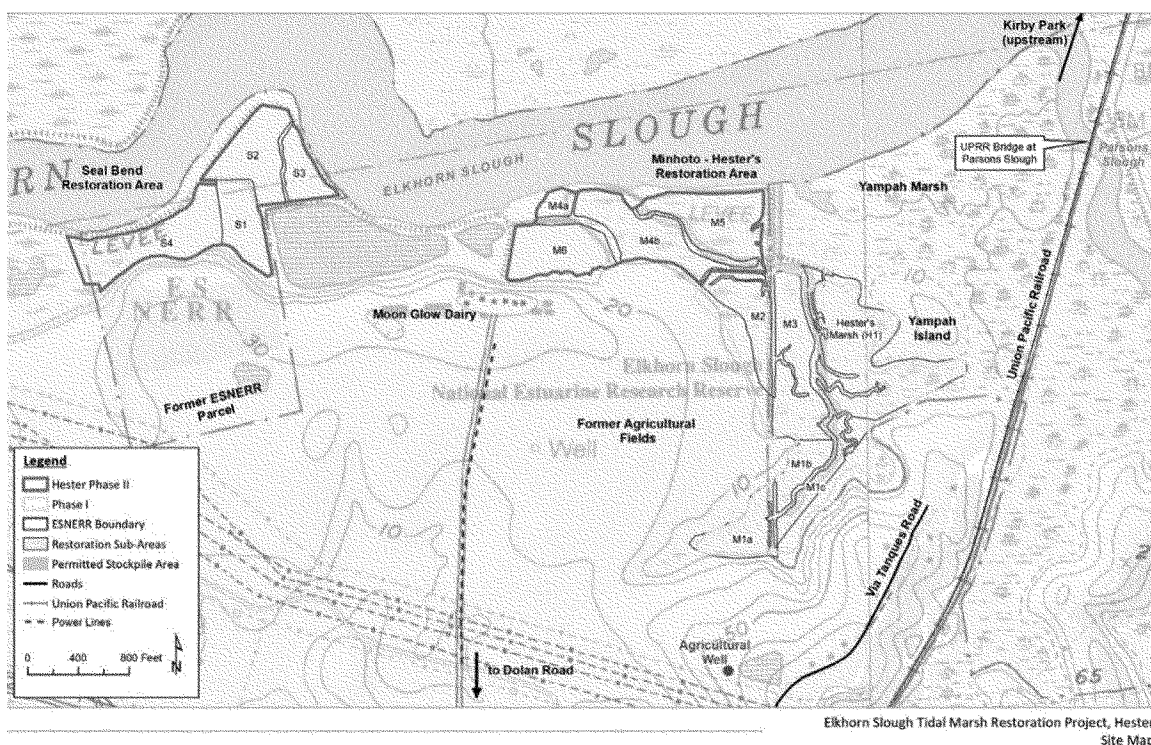 Kirby Park
(upstream)
SLOUGH
UPRR Bridge at
Parsons Slough
Parsons
Slough
S2
Seal Bend
Restoration Area
RN
S3
ELKHORN SLOUGH
Minhoto - Hester's
Restoration Area
Yampah Marsh
M4a
M5
LEVEE
S1
S4
LEVEE
M6
M4b
10
ES
NERR
20
M2
M3
Hester's
Marsh (H1)
Yampah
Island
Moon Glow Dairy
30
Union Pacific Railroad
Elkhorn Slough
National Estuarine Research Reserve
Former ESNERR
Parcel
Former Agricultural
Fields
Well
M1b
M1c
10
10
M1a
Via Tanques Road
2
60
Agricultural
Well
65
to Dolan Road
Legend
Hester Phase II
Phase I
ESNERR Boundary
Restoration Sub-Areas
Permitted Stockpile Area
Roads
Union Pacific Railroad
Power Lines
0 400 800 Feet
N
Elkhorn Slough Tidal Marsh Restoration Project, Hester
Site Map